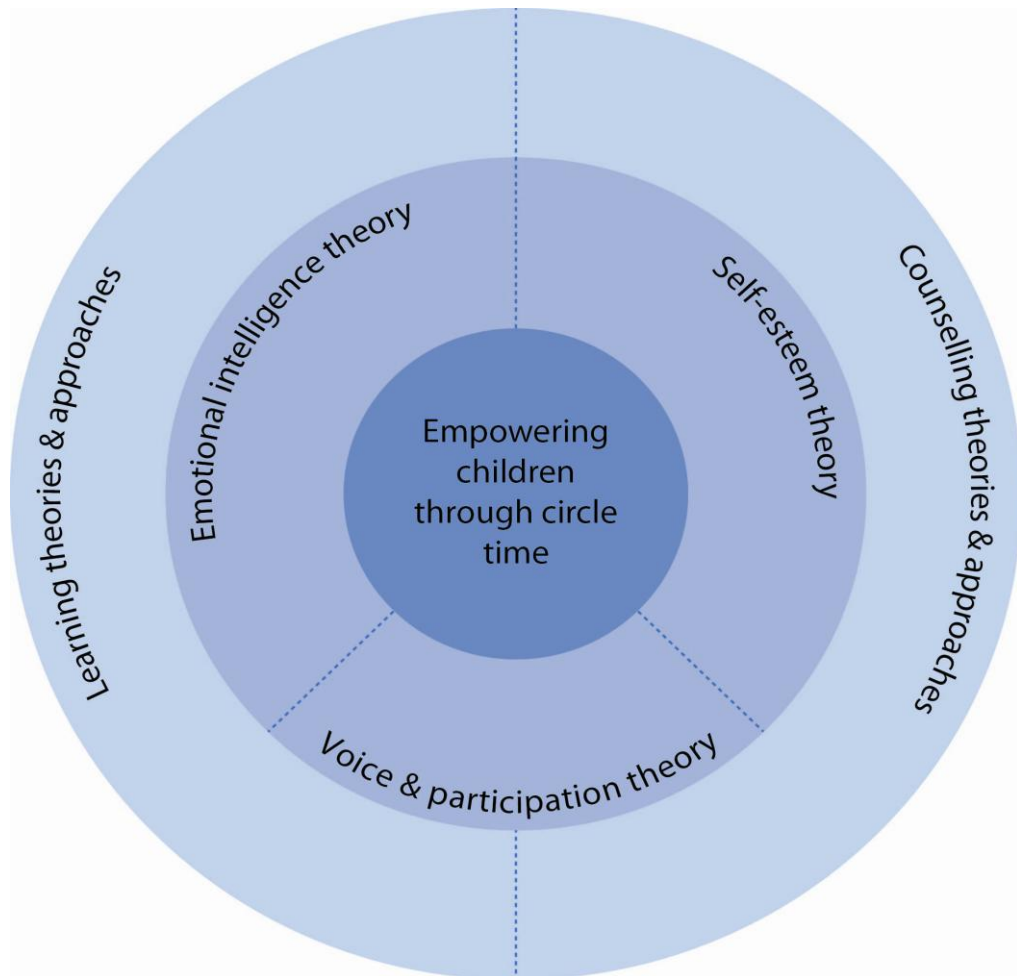 Learning theories & approaches
Emotional intelligence theory
Empowering
children
through circle
time
Self-esteem theory
Counselling theories & approaches
Voice & participation theory